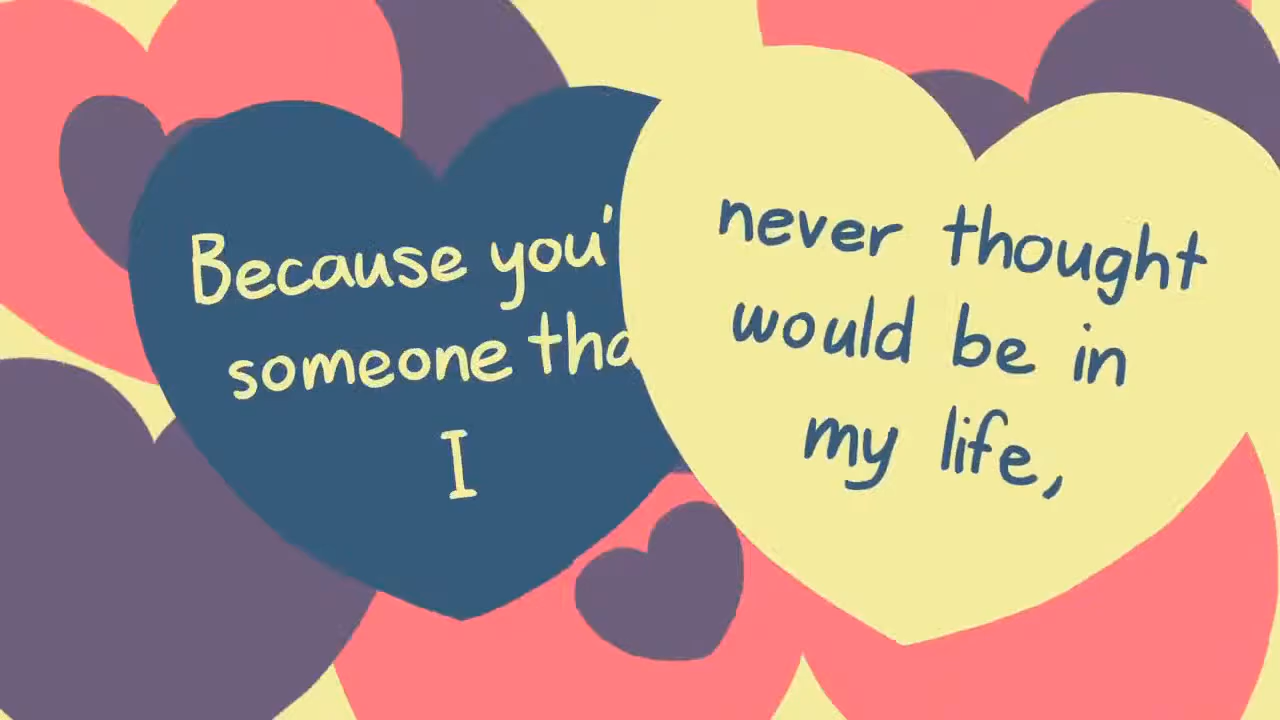 Because you'
someone tha
I
never thought
would be in
my life,